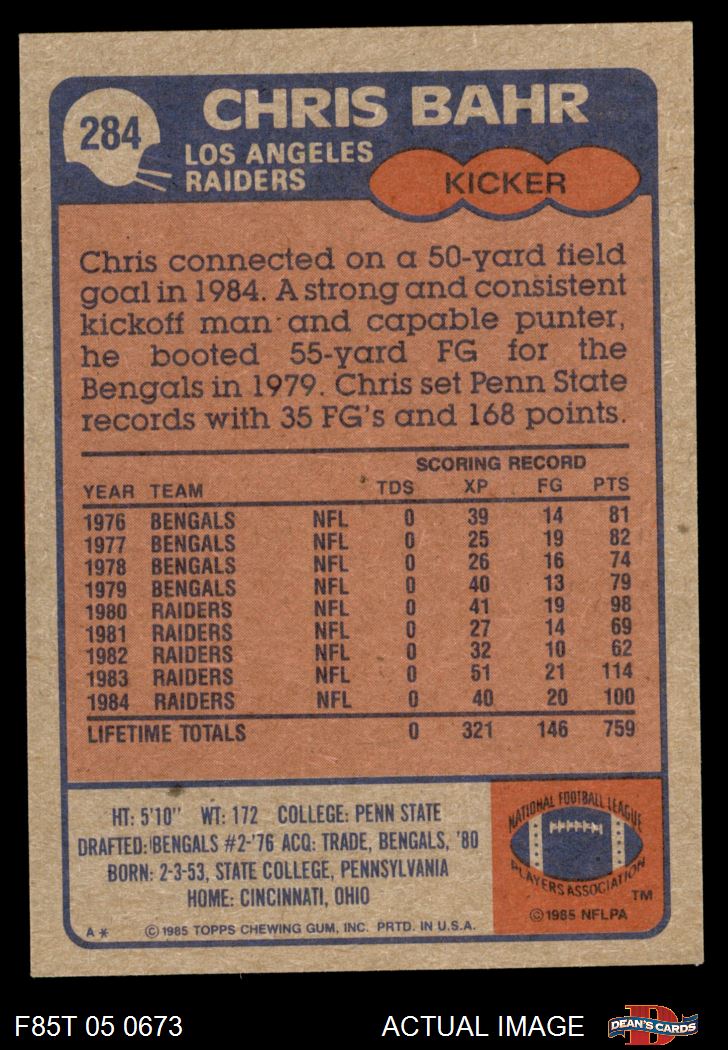 284
CHRIS BAHR
LOS ANGELES
RAIDERS
KICKER
Chris connected on a 50-yard field
goal in 1984. A strong and consistent
kickoff man and capable punter,
he booted 55-yard FG for the
Bengals in 1979. Chris set Penn State
records with 35 FG's and 168 points.
SCORING RECORD
YEAR TEAM TDS XP FG PTS
1976 BENGALS NFL 0 39 14 81
1977 BENGALS NFL 0 25 19 82
1978 BENGALS NFL 0 26 16 74
1979 BENGALS NFL 0 40 13 79
1980 RAIDERS NFL 0 41 19 98
1981 RAIDERS NFL 0 27 14 69
1982 RAIDERS NFL 0 32 10 62
1983 RAIDERS NFL 0 51 21 114
1984 RAIDERS NFL 0 40 20 100
LIFETIME TOTALS 0 321 146 759
HT: 5'10" WT: 172 COLLEGE: PENN STATE
DRAFTED: BENGALS #2-'76 ACQ: TRADE, BENGALS, '80
BORN: 2-3-53, STATE COLLEGE, PENNSYLVANIA
HOME: CINCINNATI, OHIO
A* © 1985 TOPPS CHEWING GUM, INC. PRTD. IN U.S.A.
NATIONAL FOOTBALL LEAGUE
PLAYERS ASSOCIATION
TM
© 1985 NFLPA
F85T 05 0673
ACTUAL IMAGE
D
DEAN'S CARDS